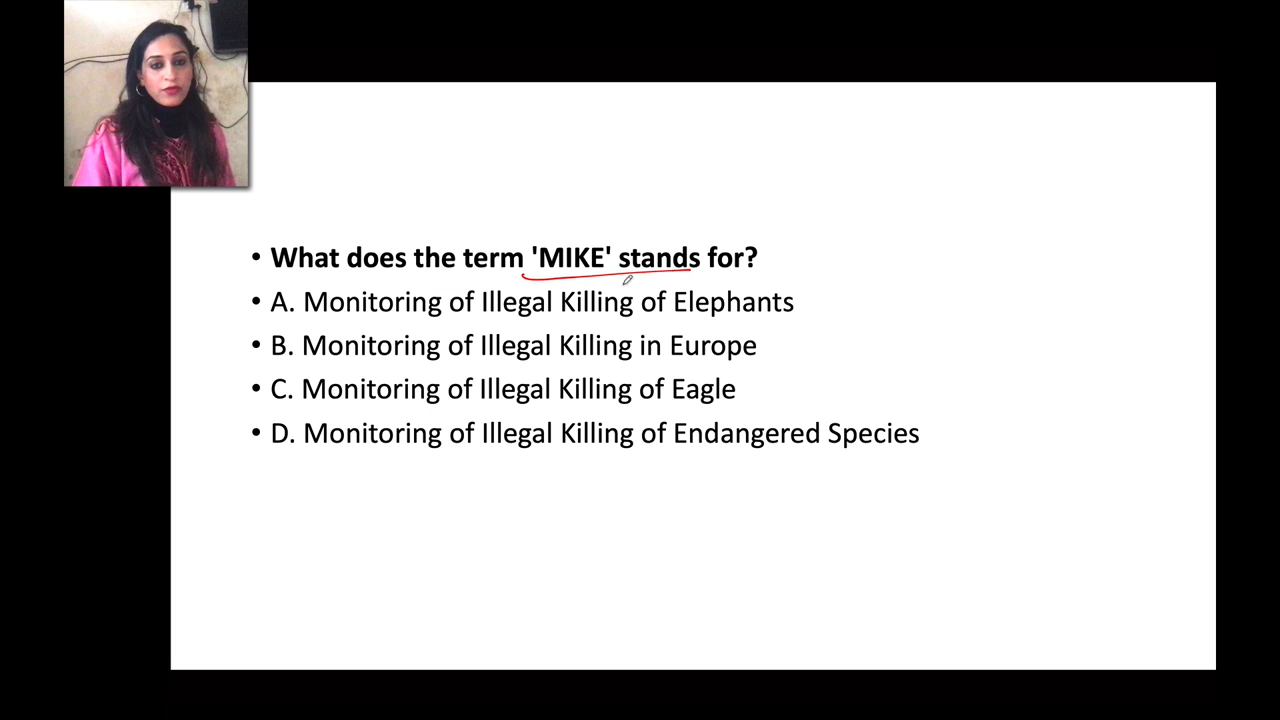 • What does the term 'MIKE' stands for?
• A. Monitoring of Illegal Killing of Elephants
• B. Monitoring of Illegal Killing in Europe
• C. Monitoring of Illegal Killing of Eagle
• D. Monitoring of Illegal Killing of Endangered Species